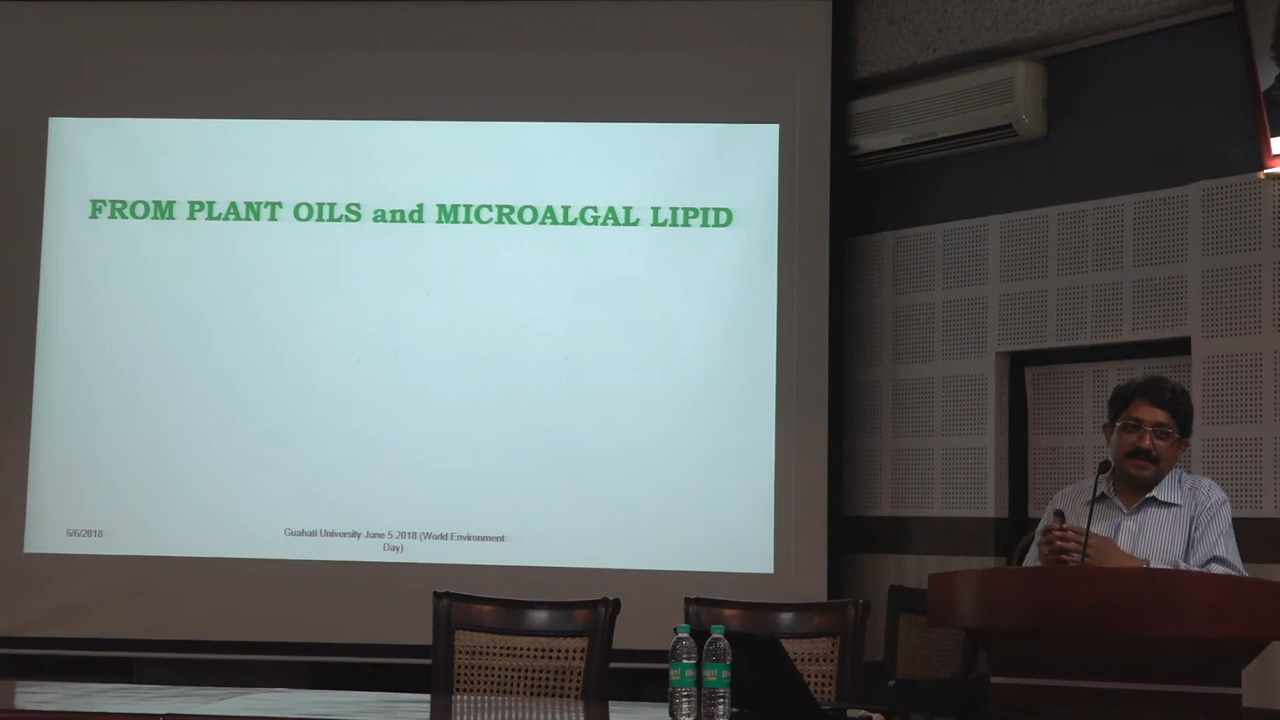 FROM PLANT OILS and MICROALGAL LIPID
6/6/2018
Guahati University June 5 2018 (World Environment
Day)